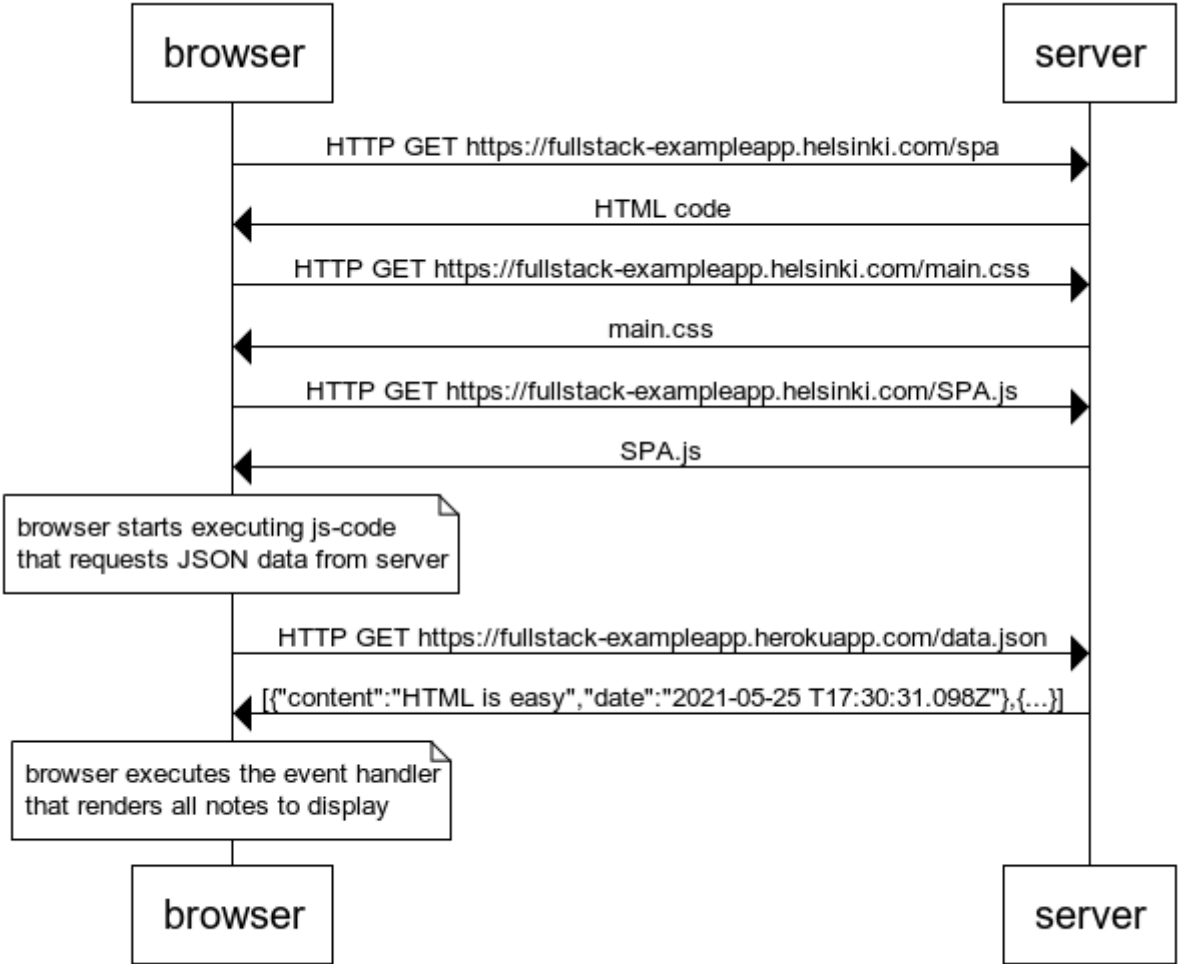 browser server
HTTP GET https://fullstack-exampleapp.helsinki.com/spa
HTML code
HTTP GET https://fullstack-exampleapp.helsinki.com/main.css
main.css
HTTP GET https://fullstack-exampleapp.helsinki.com/SPA.js
SPA.js
browser starts executing js-code
that requests JSON data from server
HTTP GET https://fullstack-exampleapp.herokuapp.com/data.json
[{"content":"HTML is easy","date":"2021-05-25 T17:30:31.098Z"},{...}]
browser executes the event handler
that renders all notes to display
browser server